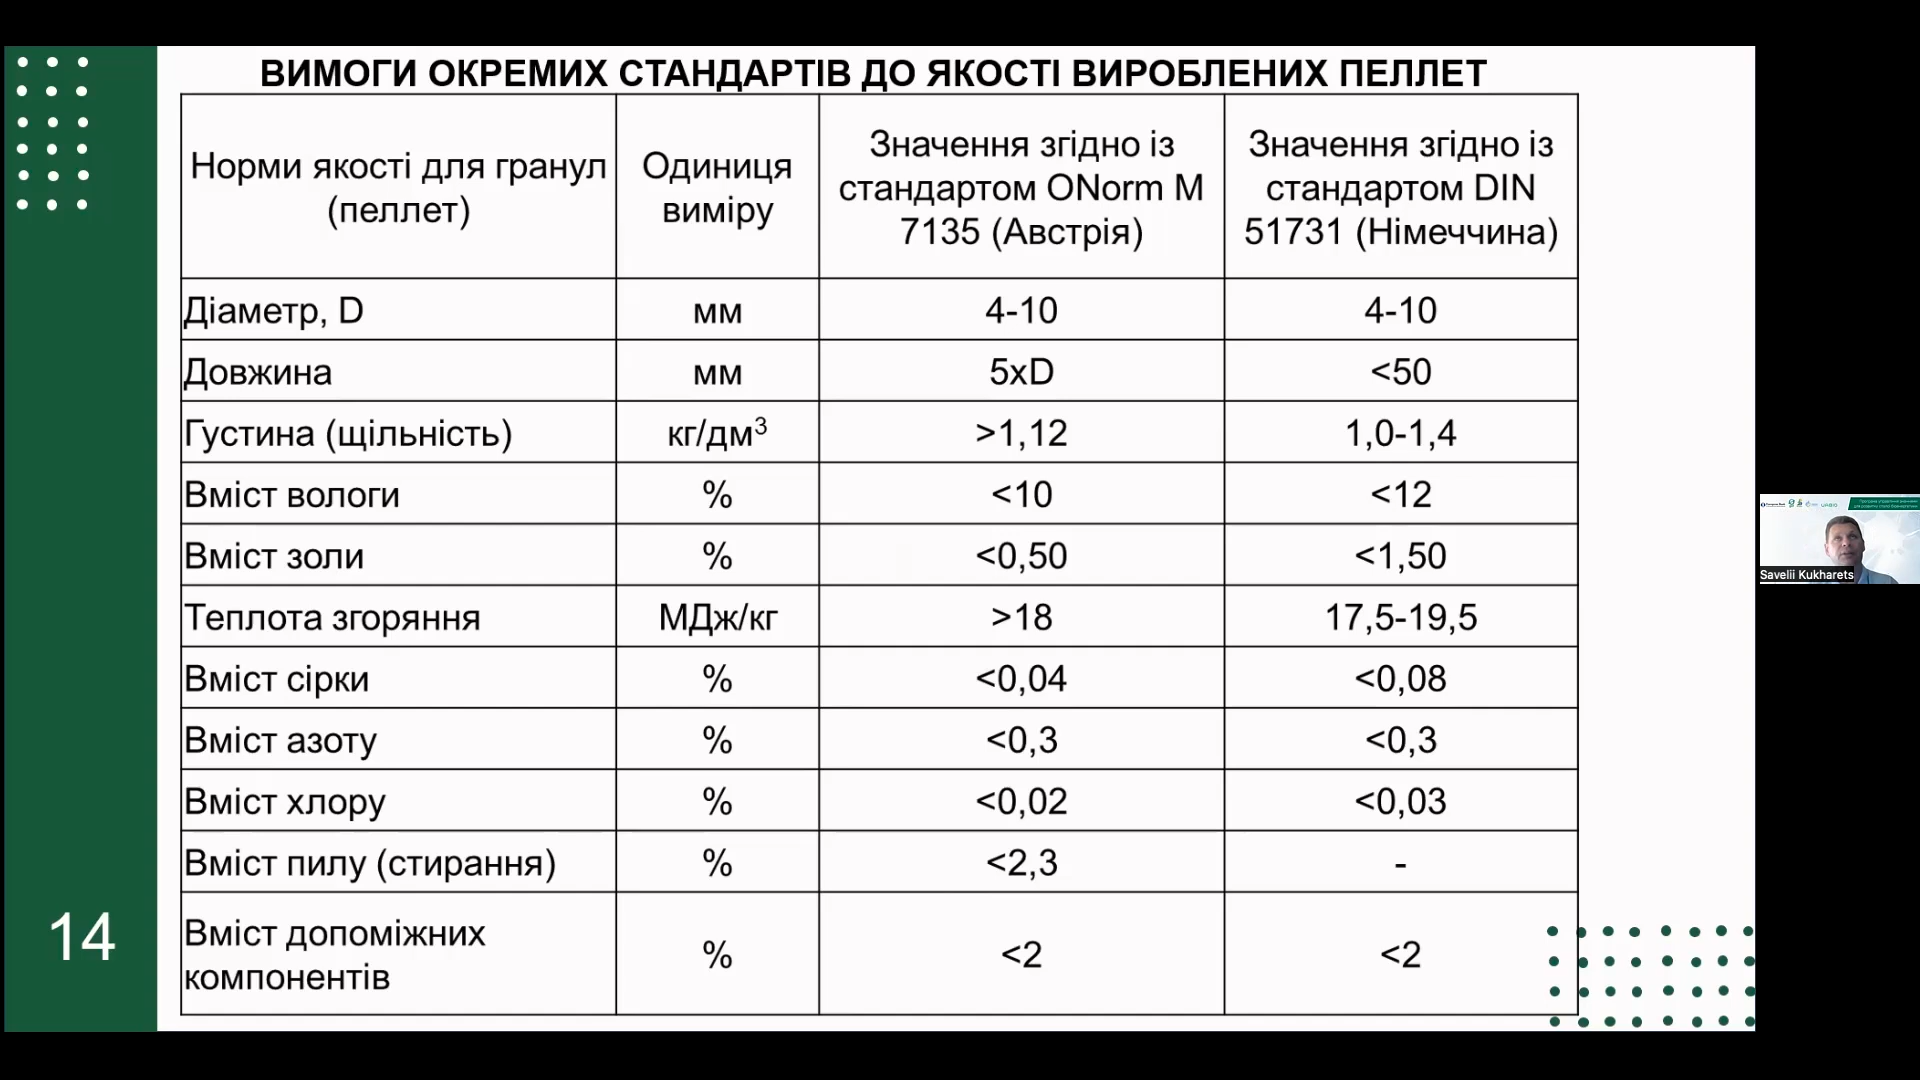 ВИМОГИ ОКРЕМИХ СТАНДАРТІВ ДО ЯКОСТІ ВИРОБЛЕНИХ ПЕЛЛЕТ
Норми якості для гранул
(пеллет)
Одиниця
виміру
Значення згідно із
стандартом ONorm M
7135 (Австрія)
Значення згідно із
стандартом DIN
51731 (Німеччина)
Діаметр, D мм 4-10 4-10
Довжина мм 5xD <50
Густина (щільність) кг/дм³ >1,12 1,0-1,4
Вміст вологи % <10 <12
Вміст золи % <0,50 <1,50
Теплота згоряння МДж/кг >18 17,5-19,5
Вміст сірки % <0,04 <0,08
Вміст азоту % <0,3 <0,3
Вміст хлору % <0,02 <0,03
Вміст пилу (стирання) % <2,3 -
Вміст допоміжних
компонентів % <2 <2
14
Savelii Kukharets